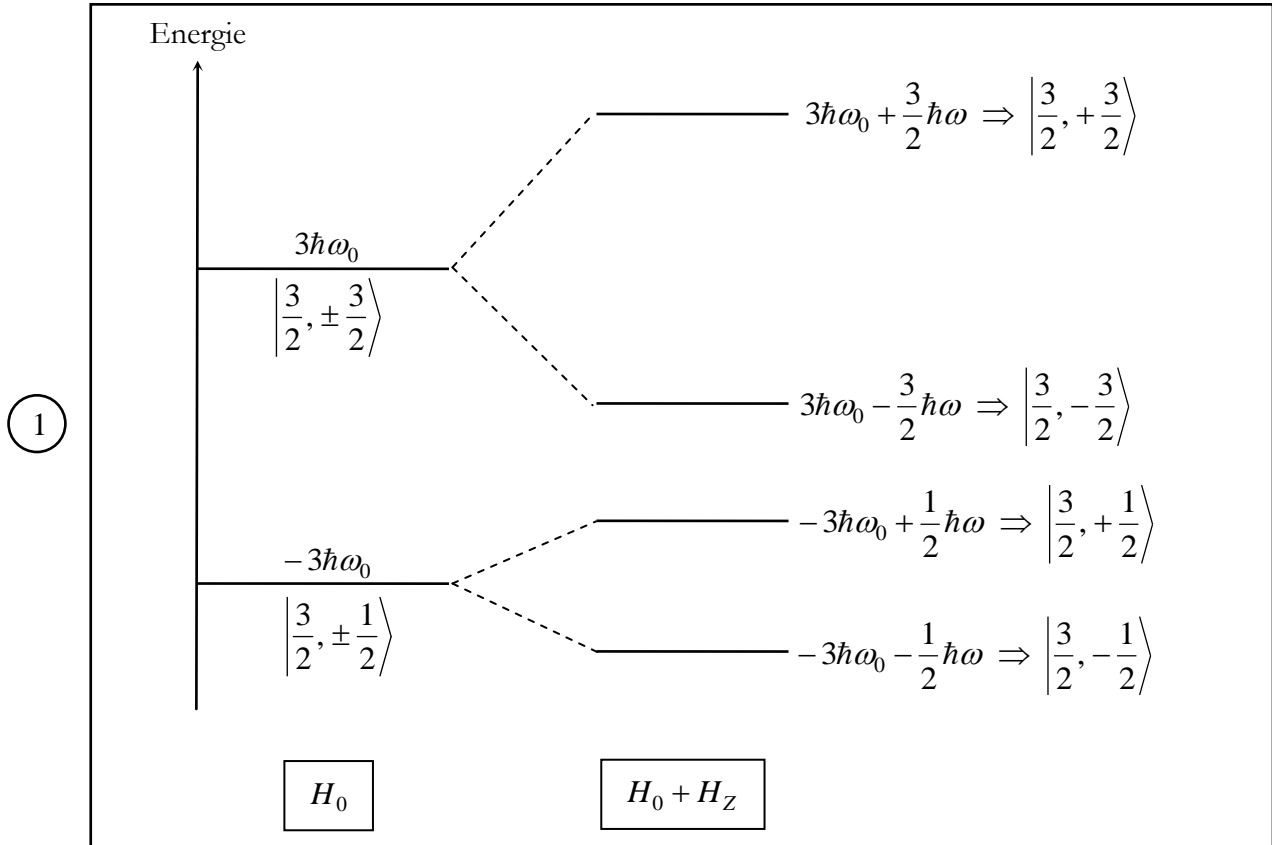 Energie
3ħω₀ + 3/2 ħω ⇒ |3/2, +3/2⟩
3ħω₀
|3/2, ± 3/2⟩
3ħω₀ − 3/2 ħω ⇒ |3/2, −3/2⟩
1
−3ħω₀ + 1/2 ħω ⇒ |3/2, +1/2⟩
−3ħω₀
|3/2, ± 1/2⟩
−3ħω₀ − 1/2 ħω ⇒ |3/2, −1/2⟩
H₀
H₀ + H_Z